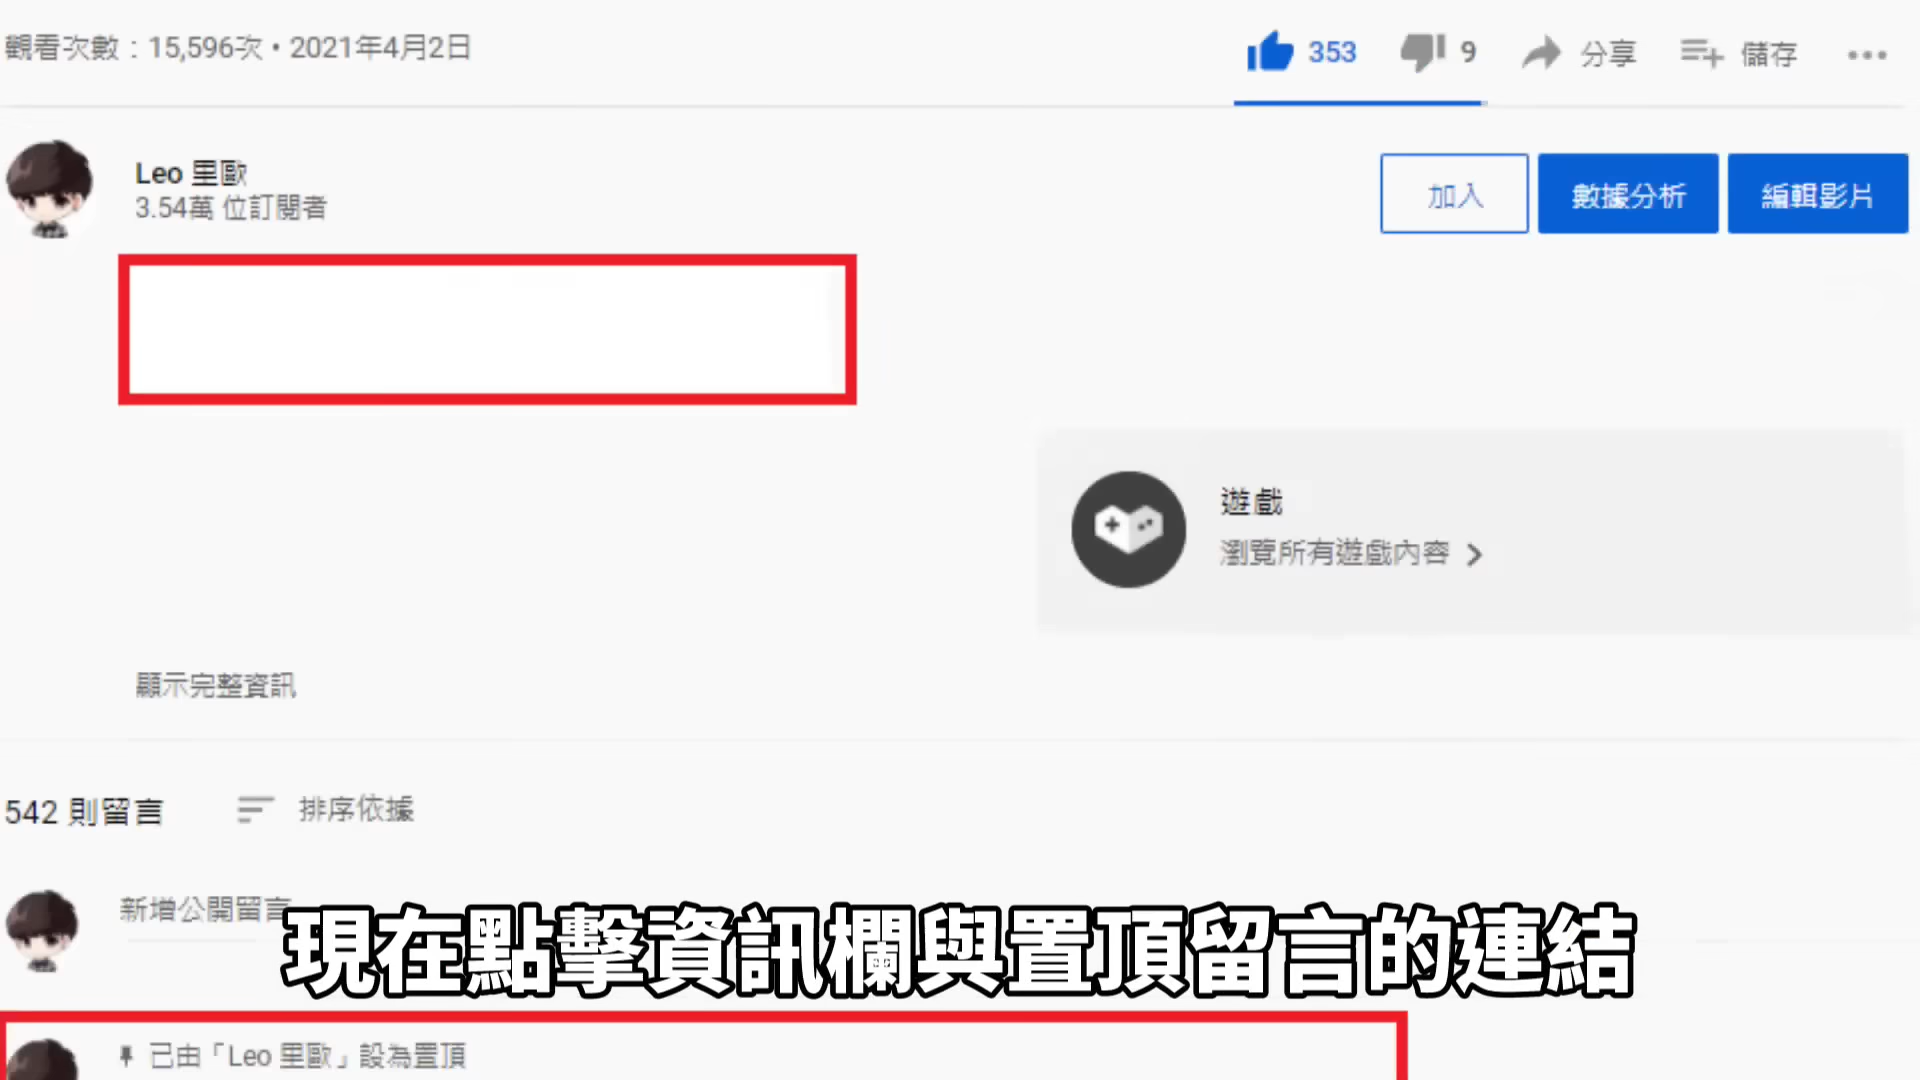 觀看次數：15,596次 • 2021年4月2日
353
9
分享
儲存
Leo 里歐
3.54萬 位訂閱者
加入
數據分析
編輯影片
遊戲
瀏覽所有遊戲內容
顯示完整資訊
542 則留言
排序依據
新增公開留言
現在點擊資訊欄與置頂留言的連結
已由「Leo 里歐」設為置頂